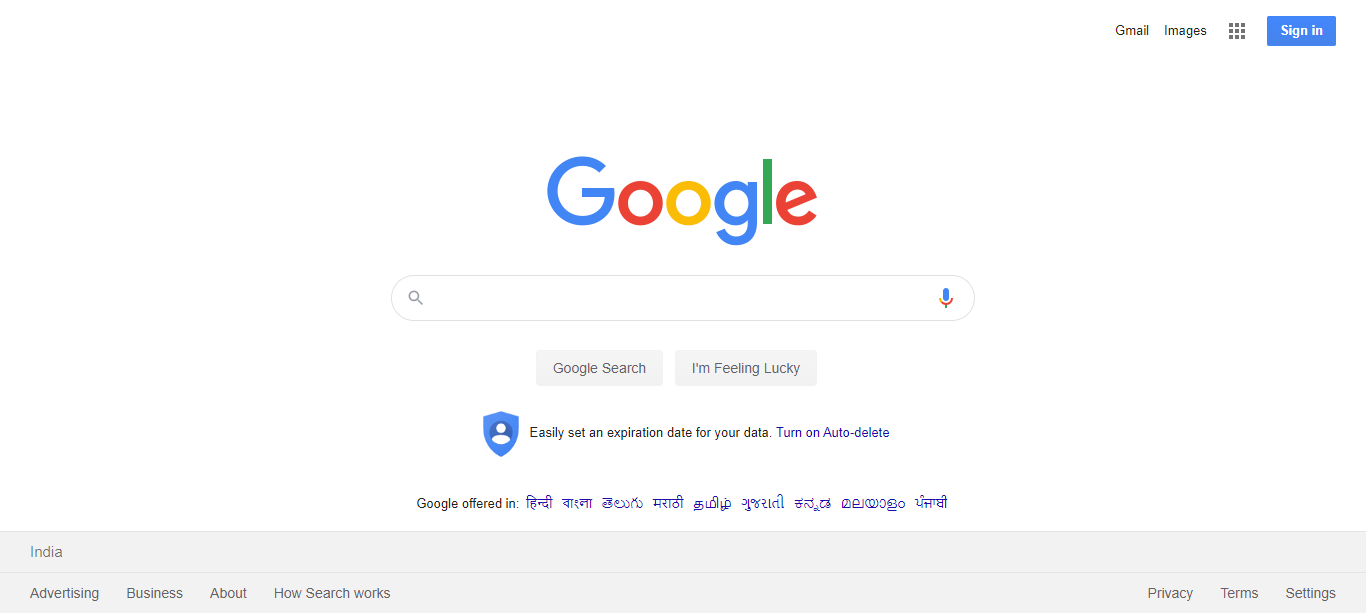 Gmail Images Sign in
Google
Google Search I'm Feeling Lucky
Easily set an expiration date for your data. Turn on Auto-delete
Google offered in: हिन्दी বাংলা తెలుగు मराठी தமிழ் ગુજરાતી ಕನ್ನಡ മലയാളം ਪੰਜਾਬੀ
India
Advertising Business About How Search works Privacy Terms Settings